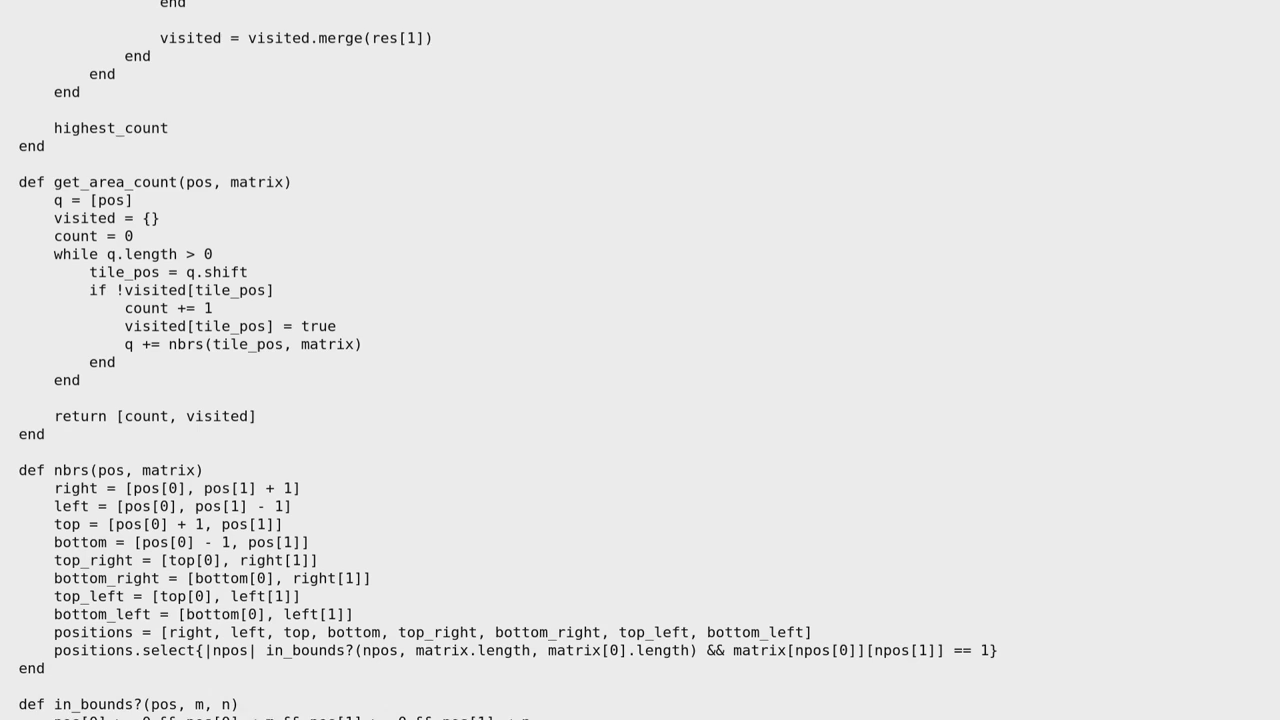 end
visited = visited.merge(res[1])
end
end
end
highest_count
end
def get_area_count(pos, matrix)
q = [pos]
visited = {}
count = 0
while q.length > 0
tile_pos = q.shift
if !visited[tile_pos]
count += 1
visited[tile_pos] = true
q += nbrs(tile_pos, matrix)
end
end
return [count, visited]
end
def nbrs(pos, matrix)
right = [pos[0], pos[1] + 1]
left = [pos[0], pos[1] - 1]
top = [pos[0] + 1, pos[1]]
bottom = [pos[0] - 1, pos[1]]
top_right = [top[0], right[1]]
bottom_right = [bottom[0], right[1]]
top_left = [top[0], left[1]]
bottom_left = [bottom[0], left[1]]
positions = [right, left, top, bottom, top_right, bottom_right, top_left, bottom_left]
positions.select{|npos| in_bounds?(npos, matrix.length, matrix[0].length) && matrix[npos[0]][npos[1]] == 1}
end
def in_bounds?(pos, m, n)